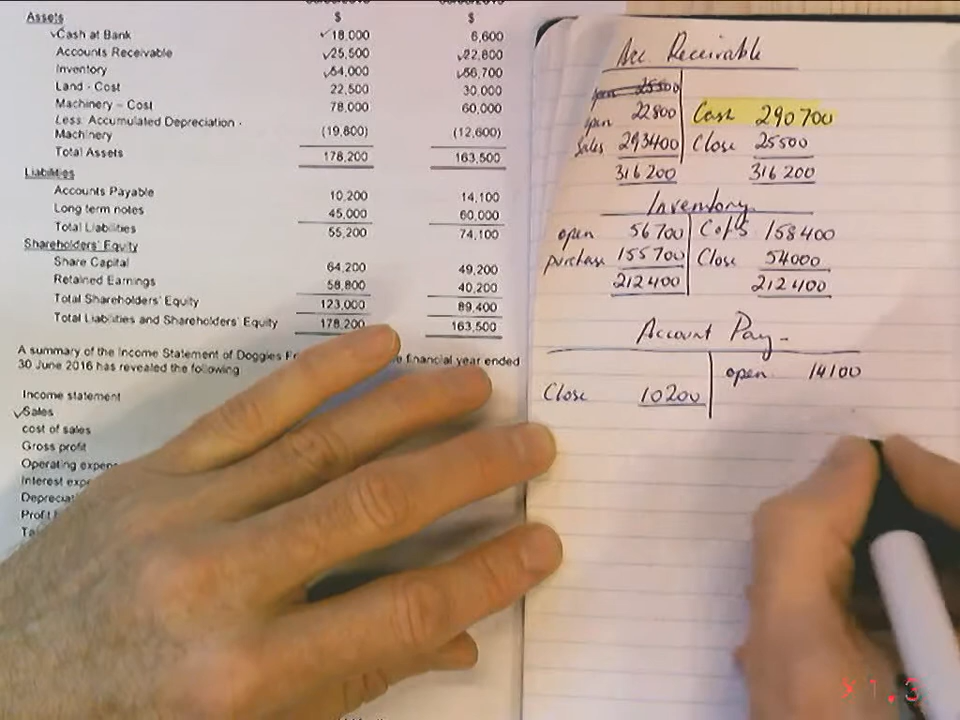 Assets
$ $
Cash at Bank 18,000 6,600
Accounts Receivable 25,500 22,800
Inventory 54,000 56,700
Land - Cost 22,500 30,000
Machinery - Cost 78,000 60,000
Less: Accumulated Depreciation -
Machinery (19,800) (12,600)
Total Assets 178,200 163,500
Liabilities
Accounts Payable 10,200 14,100
Long term notes 45,000 60,000
Total Liabilities 55,200 74,100
Shareholders' Equity
Share Capital 64,200 49,200
Retained Earnings 58,800 40,200
Total Shareholders' Equity 123,000 89,400
Total Liabilities and Shareholders' Equity 178,200 163,500
A summary of the Income Statement of Doggies financial year ended
30 June 2016 has revealed the following
Income statement
Sales
cost of sales
Gross profit
Operating
Interest
Acc. Receivable
open 22800 Cash 290700
Sales 293400 Close 25500
316200 316200
Inventory
open 56700 COGS 158400
purchase 155700 Close 54000
212400 212400
Account Pay-
open 14100
Close 10200